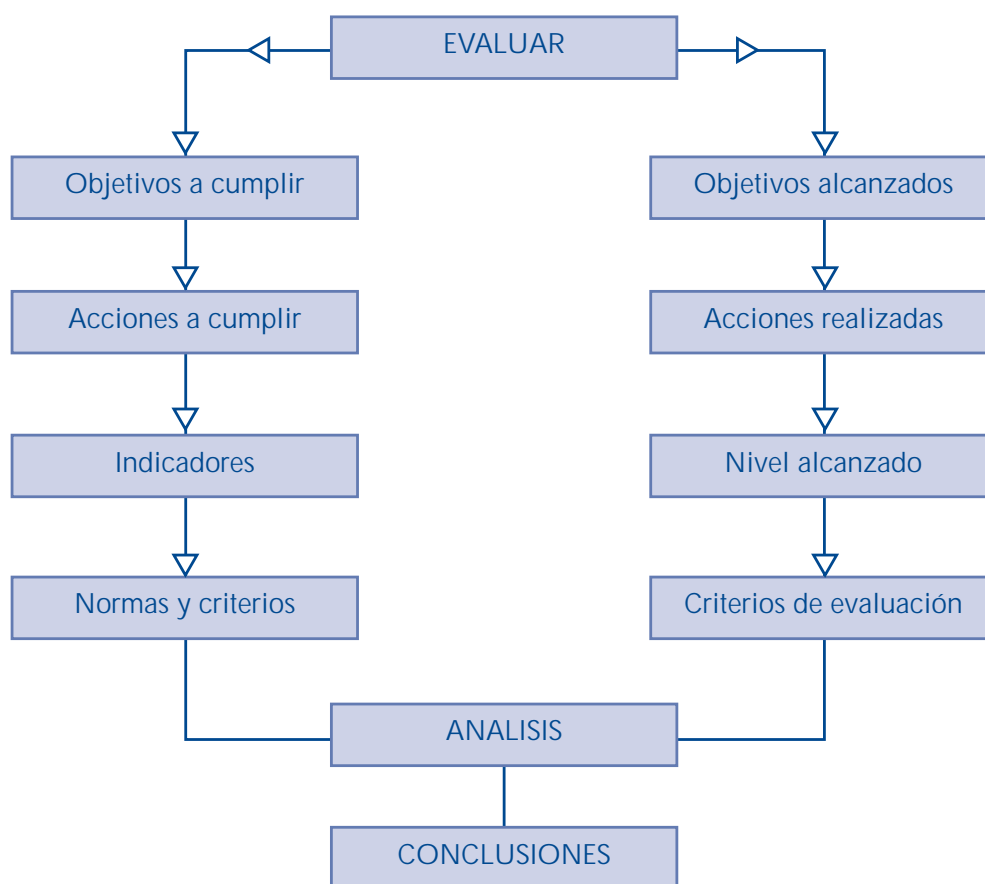 EVALUAR
Objetivos a cumplir
Objetivos alcanzados
Acciones a cumplir
Acciones realizadas
Indicadores
Nivel alcanzado
Normas y criterios
Criterios de evaluación
ANALISIS
CONCLUSIONES